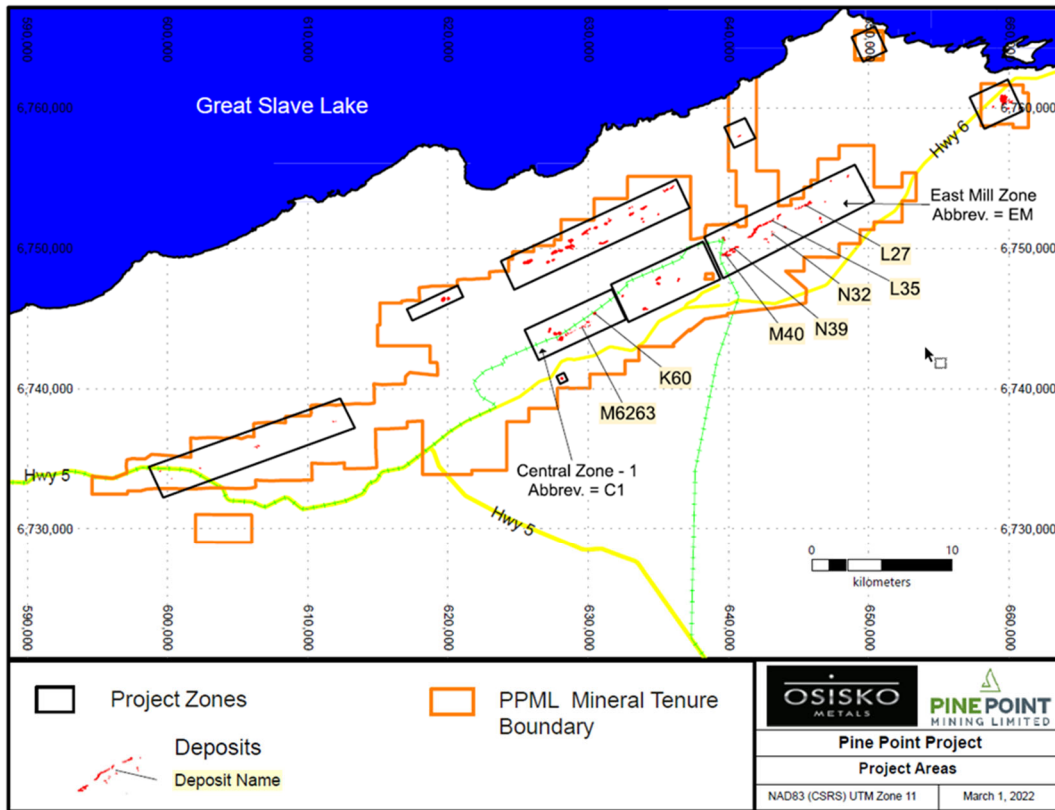 590,000
600,000
610,000
620,000
630,000
640,000
650,000
660,000
6,760,000
Great Slave Lake
6,760,000
Hwy 6
East Mill Zone
Abbrev. = EM
6,750,000
6,750,000
L27
L35
N32
N39
M40
K60
M6263
6,740,000
6,740,000
Central Zone - 1
Abbrev. = C1
Hwy 5
Hwy 5
6,730,000
6,730,000
0
10
kilometers
590,000
600,000
610,000
620,000
630,000
640,000
650,000
660,000
Project Zones
PPML Mineral Tenure
Boundary
Deposits
Deposit Name
OSISKO
METALS
PINE POINT
MINING LIMITED
Pine Point Project
Project Areas
NAD83 (CSRS) UTM Zone 11
March 1, 2022